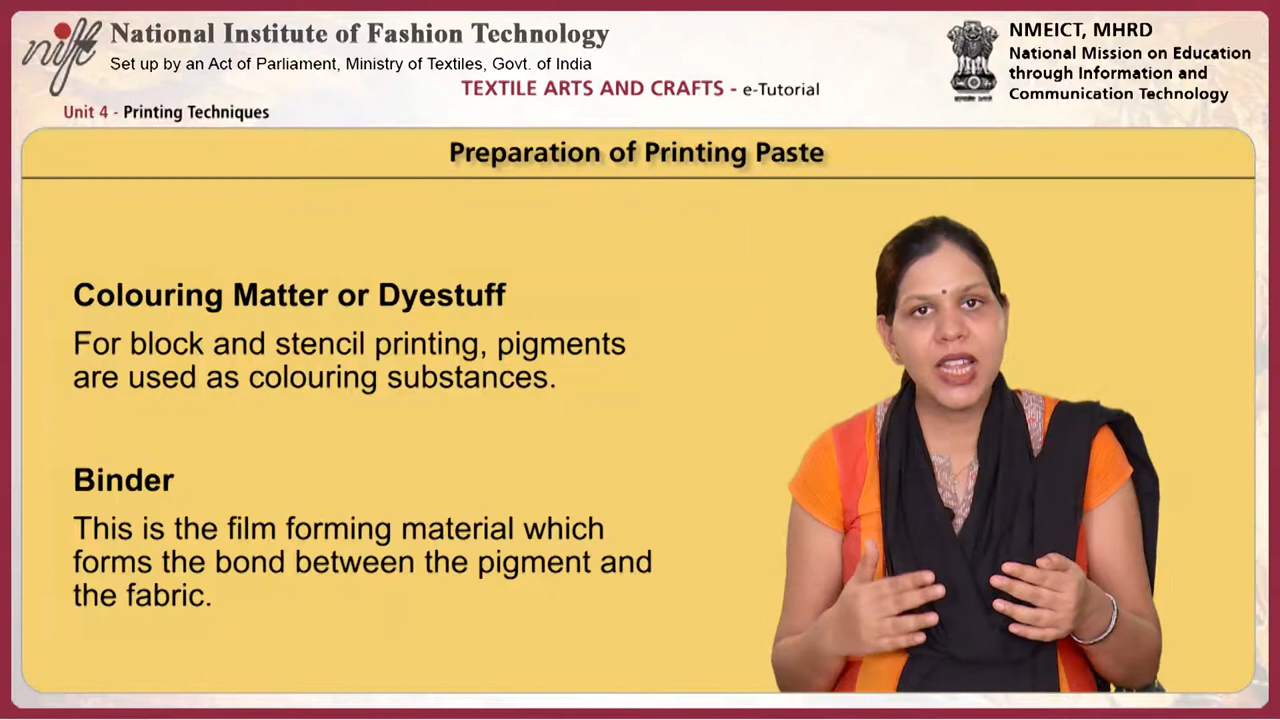 nift
National Institute of Fashion Technology
Set up by an Act of Parliament, Ministry of Textiles, Govt. of India
NMEICT, MHRD
National Mission on Education
through Information and
Communication Technology
TEXTILE ARTS AND CRAFTS - e-Tutorial
Unit 4 - Printing Techniques
Preparation of Printing Paste
Colouring Matter or Dyestuff
For block and stencil printing, pigments
are used as colouring substances.
Binder
This is the film forming material which
forms the bond between the pigment and
the fabric.